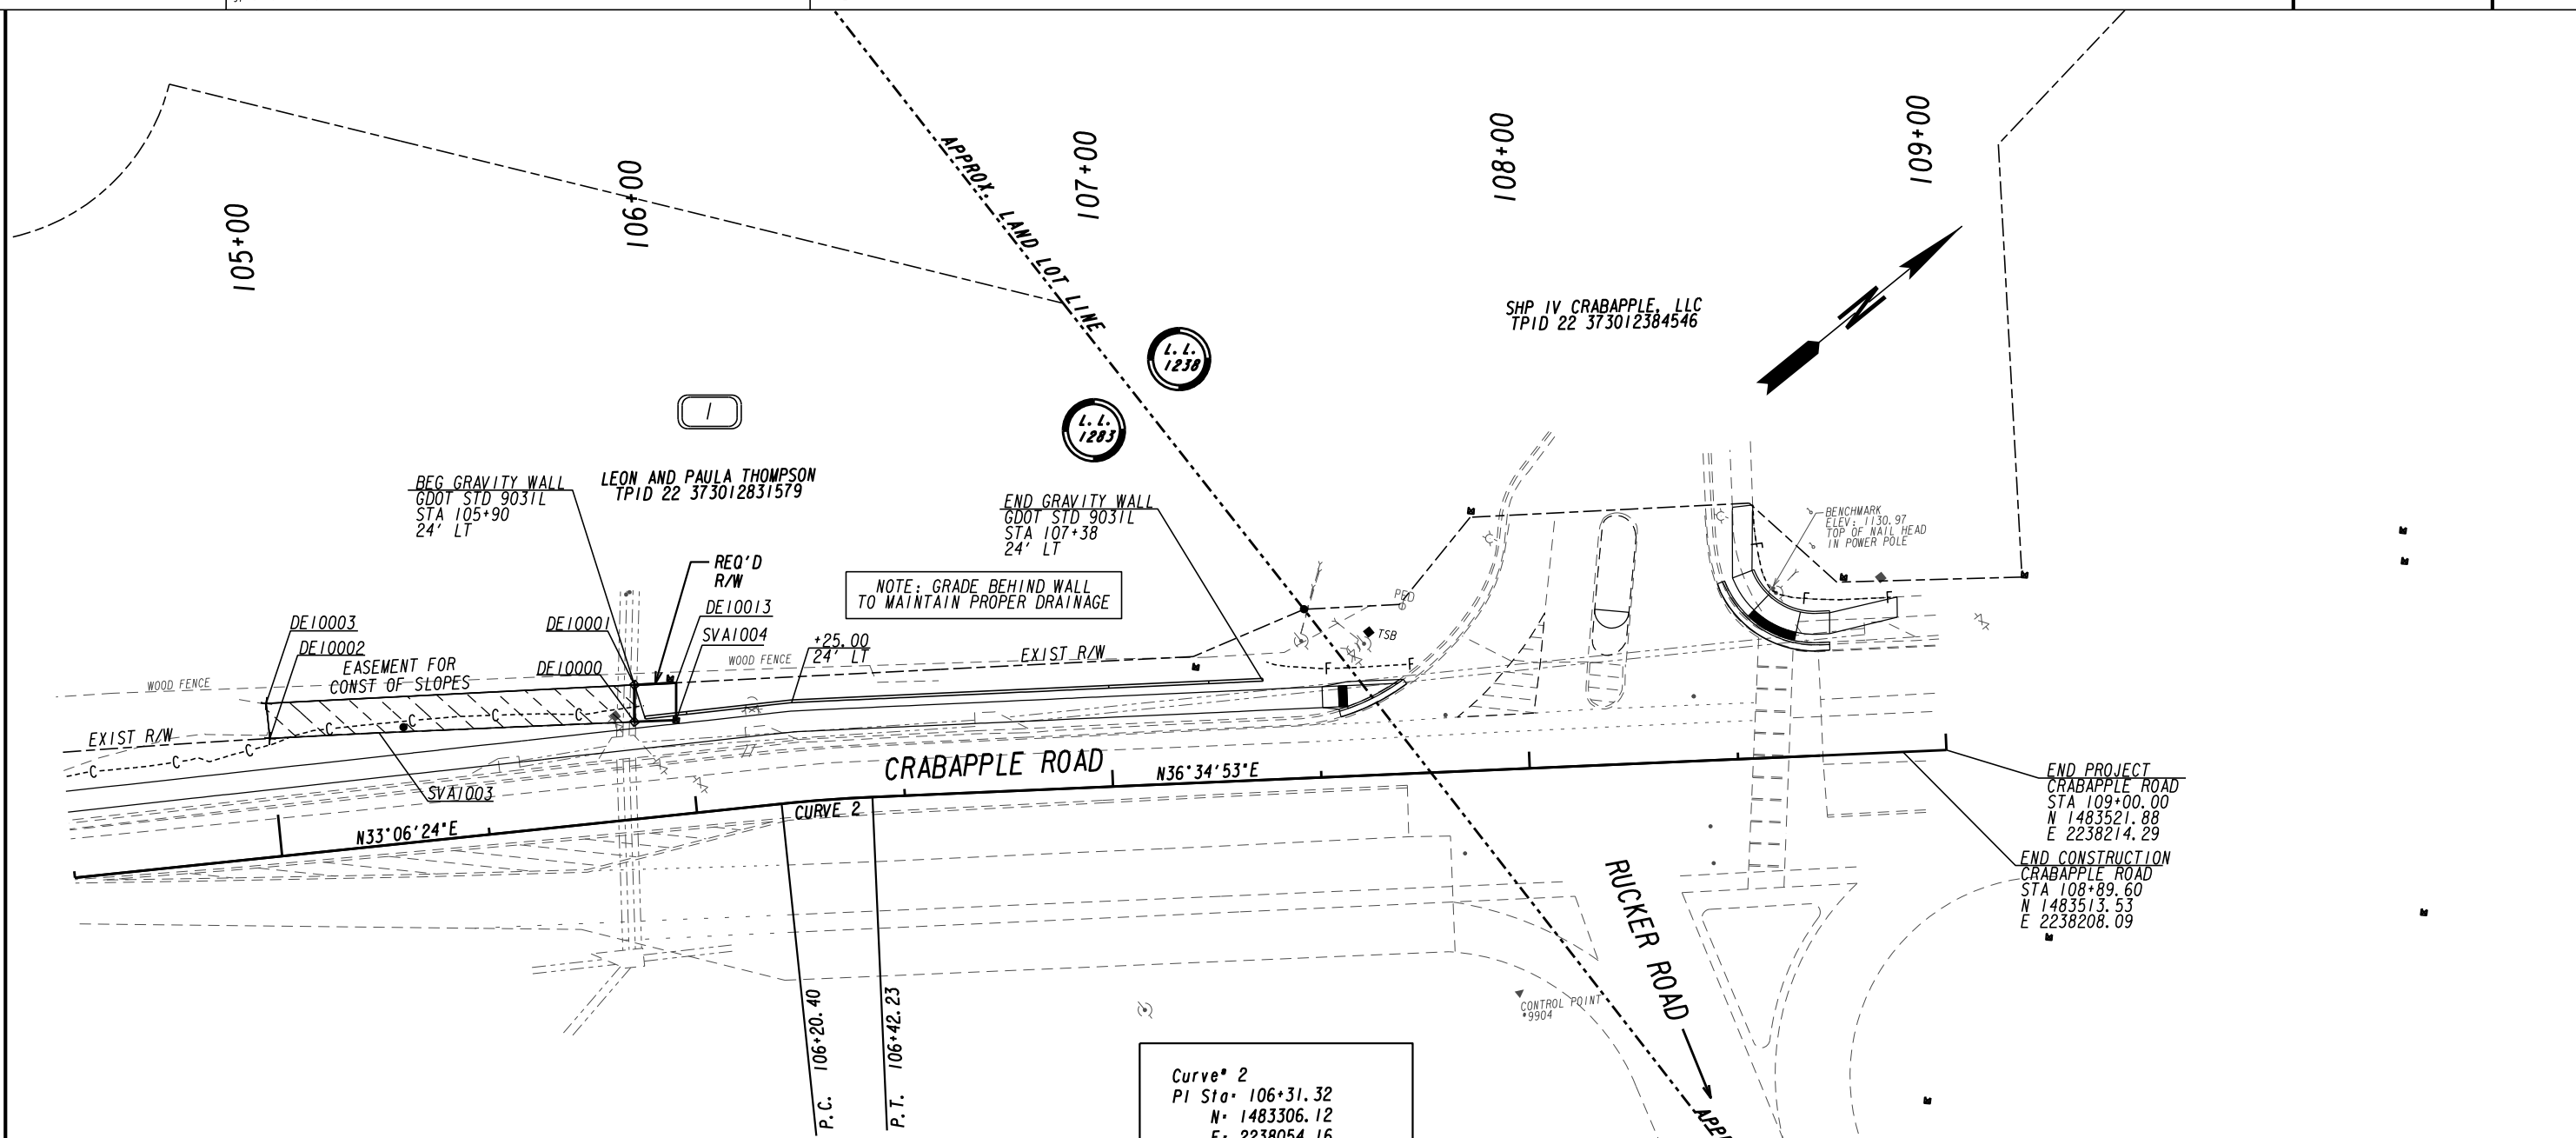 105+00
106+00
107+00
108+00
109+00
APPROX. LAND LOT LINE
L.L.
1238
L.L.
1283
SHP IV CRABAPPLE, LLC
TPID 22 373012384546
N
1
LEON AND PAULA THOMPSON
TPID 22 373012831579
BEG GRAVITY WALL
GDOT STD 9031L
STA 105+90
24' LT
END GRAVITY WALL
GDOT STD 9031L
STA 107+38
24' LT
BENCHMARK
ELEV: 1130.97
TOP OF NAIL HEAD
IN POWER POLE
REQ'D
R/W
NOTE: GRADE BEHIND WALL
TO MAINTAIN PROPER DRAINAGE
DE10003
DE10002
DE10001
DE10000
DE10013
SVA1004
+25.00
24' LT
EASEMENT FOR
CONST OF SLOPES
WOOD FENCE
WOOD FENCE
EXIST R/W
EXIST R/W
PED
TSB
F F
F
F F
C C C C C C C
SVA1003
CRABAPPLE ROAD
N36°34'53"E
N33°06'24"E
CURVE 2
END PROJECT
CRABAPPLE ROAD
STA 109+00.00
N 1483521.88
E 2238214.29
END CONSTRUCTION
CRABAPPLE ROAD
STA 108+89.60
N 1483513.53
E 2238208.09
RUCKER ROAD
CONTROL POINT
#9904
P.C. 106+20.40
P.T. 106+42.23
Curve# 2
PI Sta= 106+31.32
N= 1483306.12
E= 2238054.16